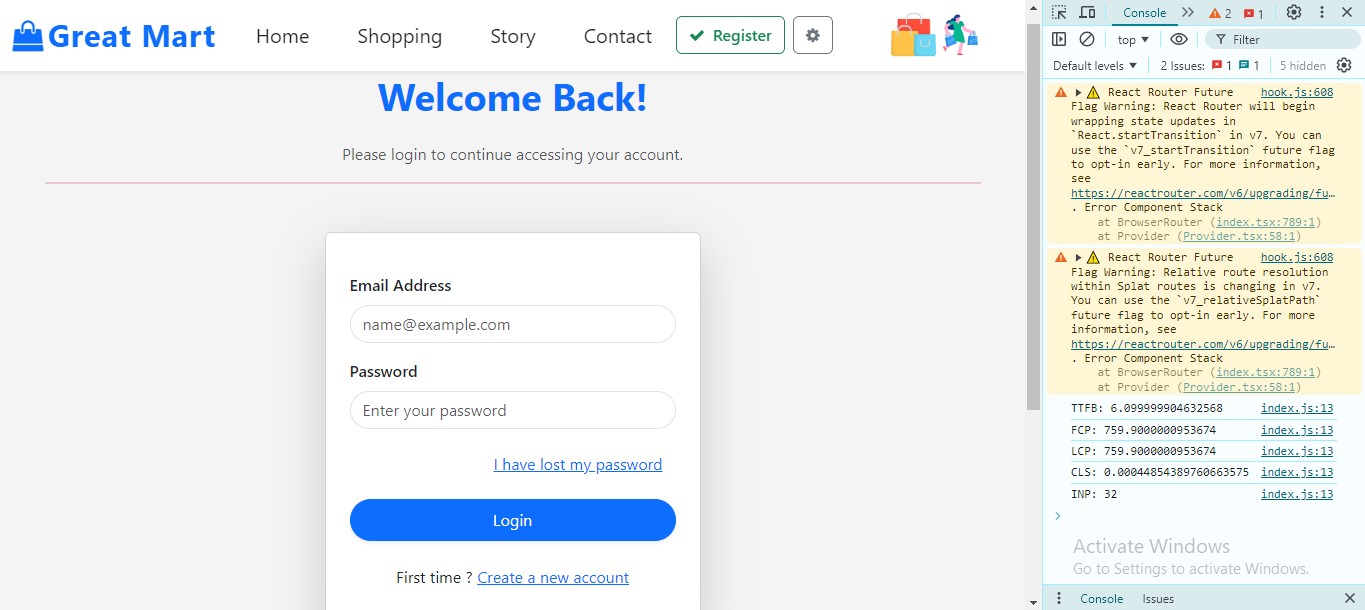 Great Mart
Home
Shopping
Story
Contact
Register
Welcome Back!
Please login to continue accessing your account.
Email Address
name@example.com
Password
Enter your password
I have lost my password
Login
First time ? Create a new account
Console
2
1
top
Filter
Default levels
2 Issues: 1 1
5 hidden
React Router Future hook.js:608
Flag Warning: React Router will begin
wrapping state updates in
`React.startTransition` in v7. You can
use the `v7_startTransition` future flag
to opt-in early. For more information,
see
https://reactrouter.com/v6/upgrading/fu…
. Error Component Stack
at BrowserRouter (index.tsx:789:1)
at Provider (Provider.tsx:58:1)
React Router Future hook.js:608
Flag Warning: Relative route resolution
within Splat routes is changing in v7.
You can use the `v7_relativeSplatPath`
future flag to opt-in early. For more
information, see
https://reactrouter.com/v6/upgrading/fu…
. Error Component Stack
at BrowserRouter (index.tsx:789:1)
at Provider (Provider.tsx:58:1)
TTFB: 6.099999904632568 index.js:13
FCP: 759.9000000953674 index.js:13
LCP: 759.9000000953674 index.js:13
CLS: 0.00044854389760663575 index.js:13
INP: 32 index.js:13
Activate Windows
Go to Settings to activate Windows.
Console
Issues